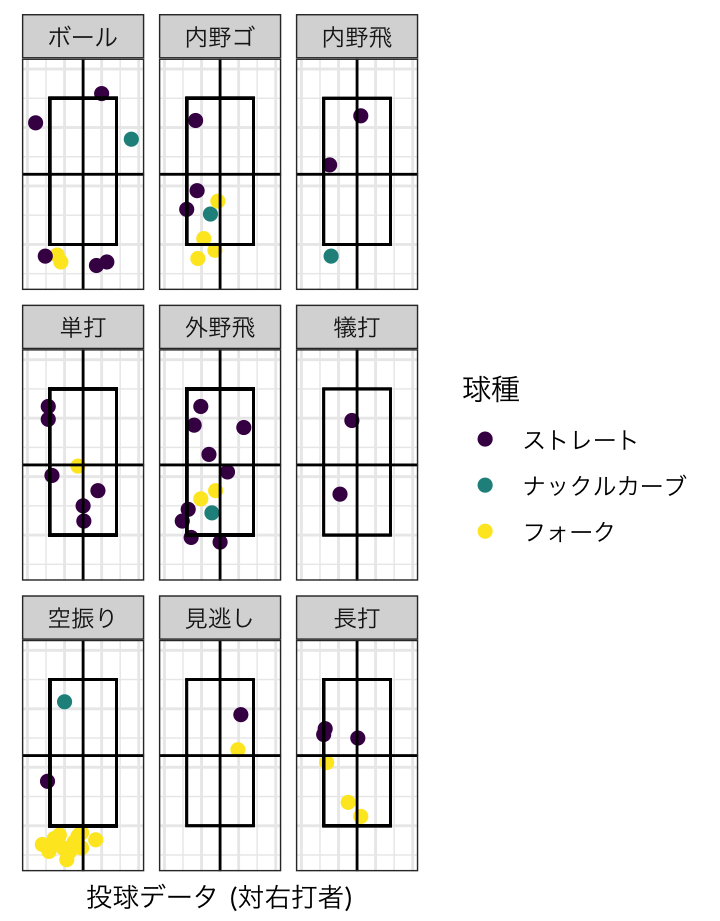 ボール
内野ゴ
内野飛
単打
外野飛
犠打
空振り
見逃し
長打
球種
ストレート
ナックルカーブ
フォーク
投球データ (対右打者)